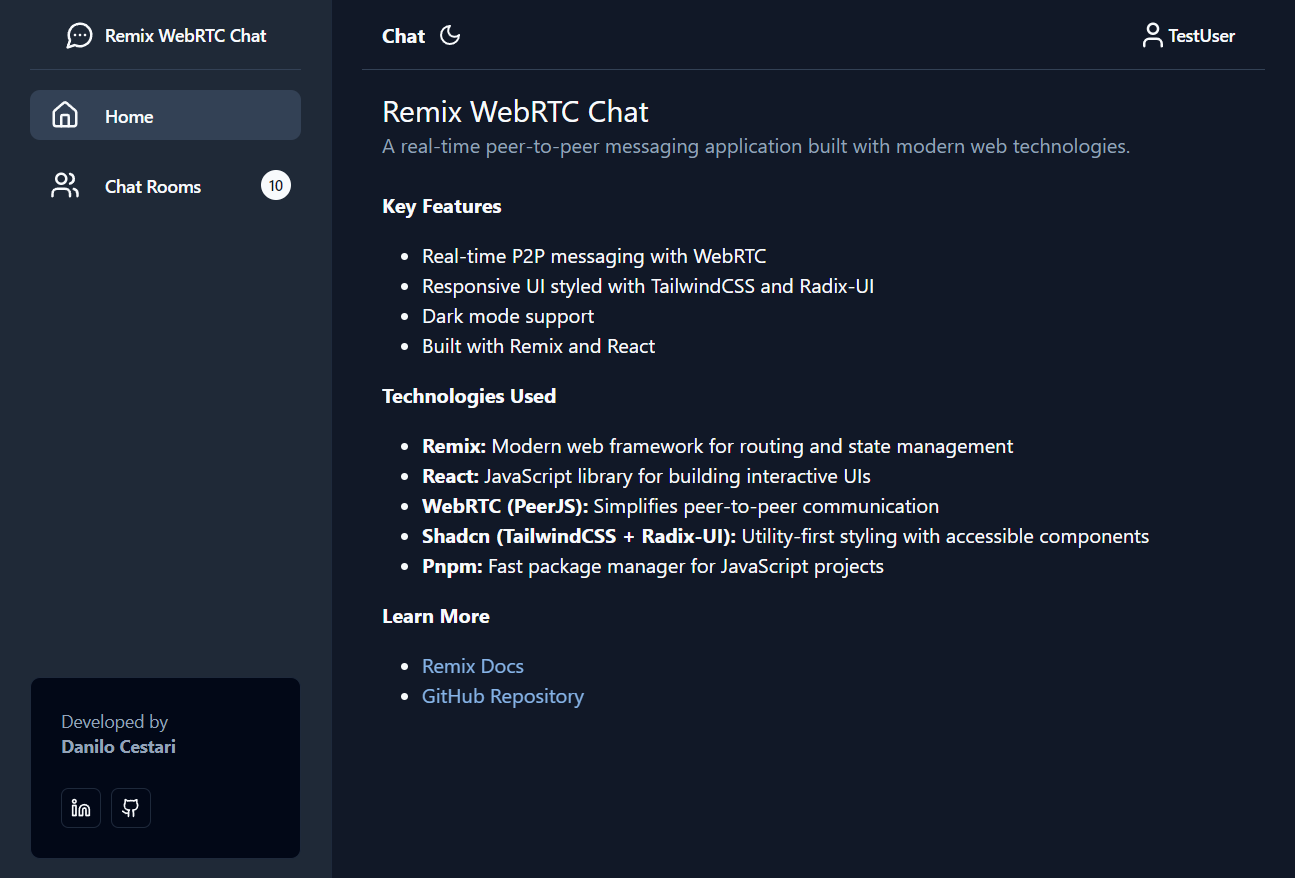 Remix WebRTC Chat
Home
Chat Rooms
10
Developed by
Danilo Cestari
Chat
TestUser
Remix WebRTC Chat
A real-time peer-to-peer messaging application built with modern web technologies.
Key Features
Real-time P2P messaging with WebRTC
Responsive UI styled with TailwindCSS and Radix-UI
Dark mode support
Built with Remix and React
Technologies Used
Remix: Modern web framework for routing and state management
React: JavaScript library for building interactive UIs
WebRTC (PeerJS): Simplifies peer-to-peer communication
Shadcn (TailwindCSS + Radix-UI): Utility-first styling with accessible components
Pnpm: Fast package manager for JavaScript projects
Learn More
Remix Docs
GitHub Repository